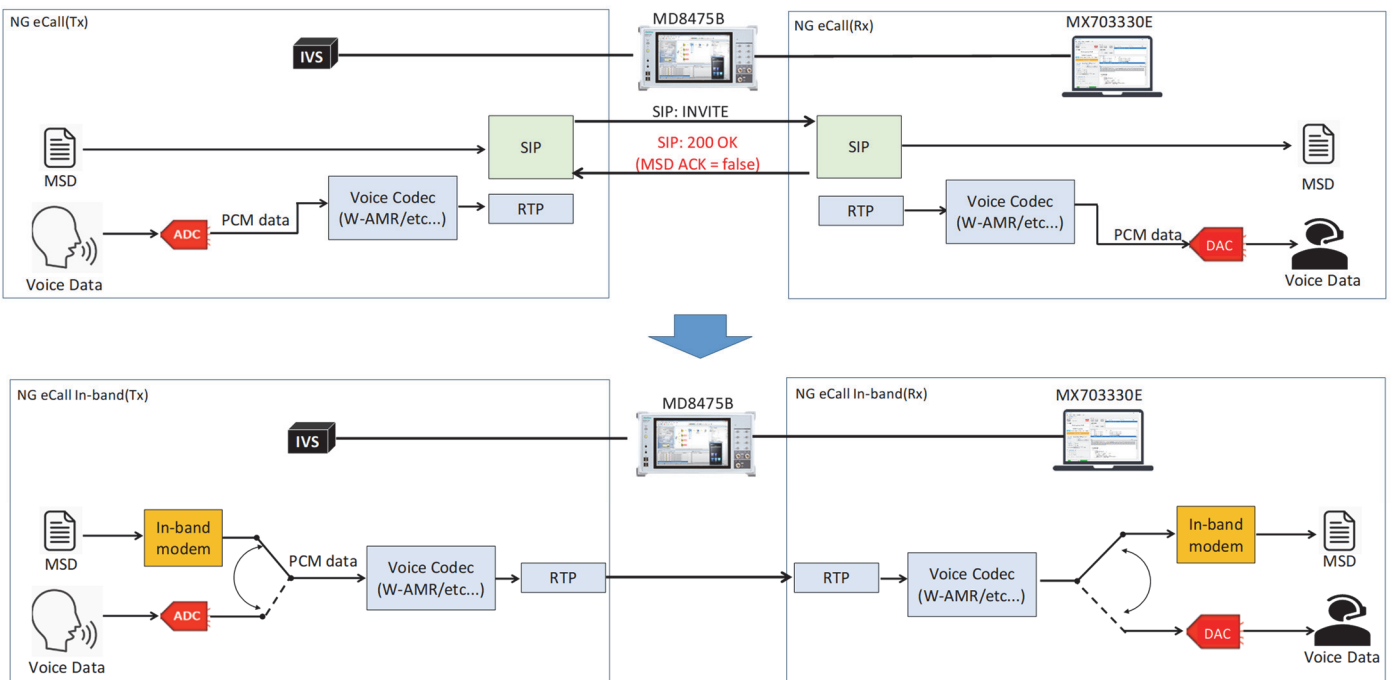 NG eCall(Tx)
IVS
MD8475B
NG eCall(Rx)
MX703330E
MSD
SIP
SIP: INVITE
SIP: 200 OK
(MSD ACK = false)
SIP
MSD
Voice Data
ADC
PCM data
Voice Codec
(W-AMR/etc...)
RTP
RTP
Voice Codec
(W-AMR/etc...)
PCM data
DAC
Voice Data
NG eCall In-band(Tx)
IVS
MD8475B
NG eCall In-band(Rx)
MX703330E
MSD
In-band
modem
PCM data
Voice Codec
(W-AMR/etc...)
RTP
ADC
Voice Data
RTP
Voice Codec
(W-AMR/etc...)
In-band
modem
MSD
DAC
Voice Data